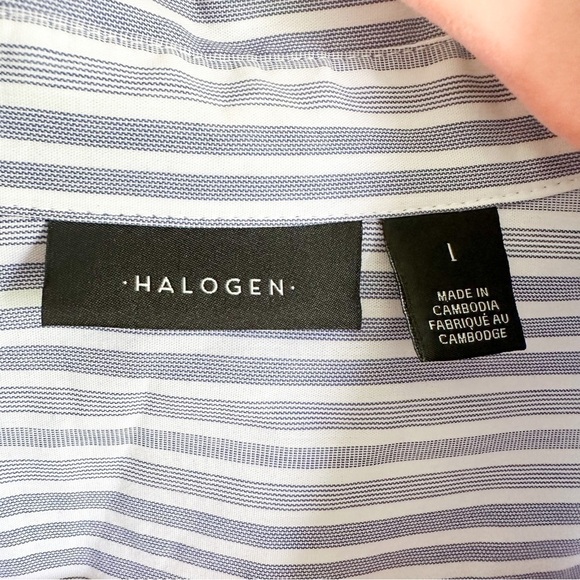 ·HALOGEN·
L
MADE IN
CAMBODIA
FABRIQUÉ AU
CAMBODGE